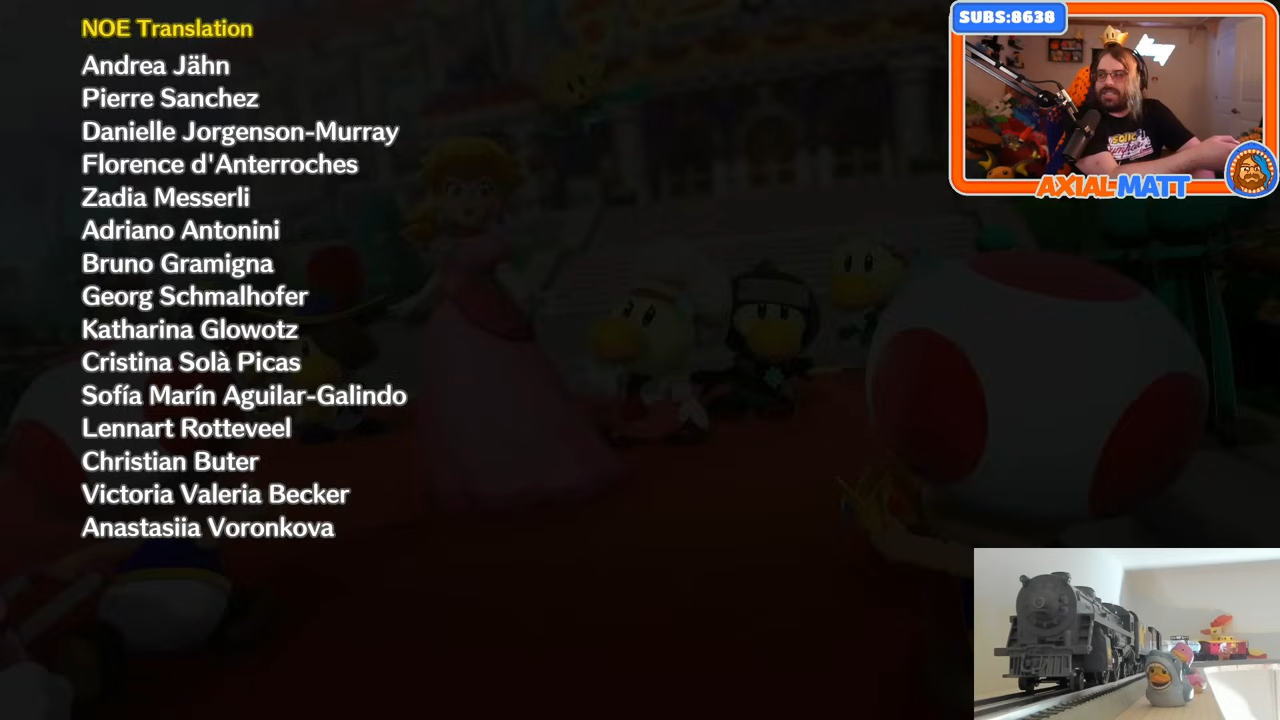 NOE Translation
Andrea Jähn
Pierre Sanchez
Danielle Jorgenson-Murray
Florence d'Anterroches
Zadia Messerli
Adriano Antonini
Bruno Gramigna
Georg Schmalhofer
Katharina Glowotz
Cristina Solà Picas
Sofía Marín Aguilar-Galindo
Lennart Rotteveel
Christian Buter
Victoria Valeria Becker
Anastasiia Voronkova
SUBS:8638
SONIC
AXIALMATT